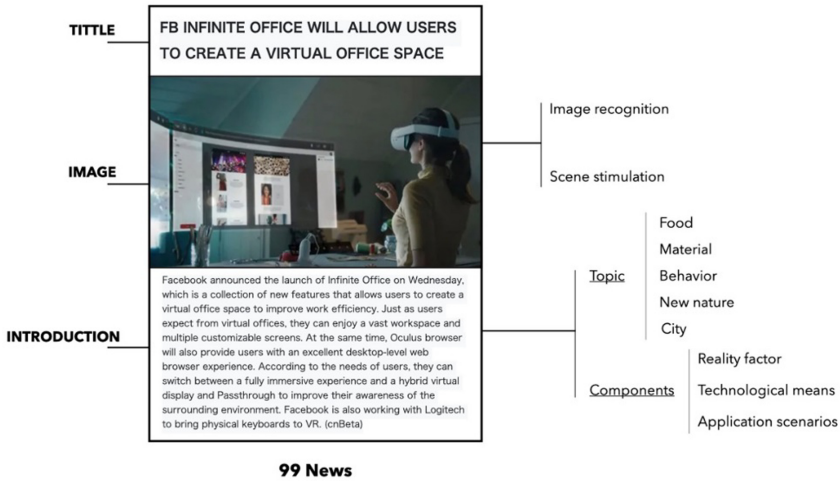 TITTLE
FB INFINITE OFFICE WILL ALLOW USERS
TO CREATE A VIRTUAL OFFICE SPACE
IMAGE
Image recognition
Scene stimulation
INTRODUCTION
Facebook announced the launch of Infinite Office on Wednesday,
which is a collection of new features that allows users to create a
virtual office space to improve work efficiency. Just as users
expect from virtual offices, they can enjoy a vast workspace and
multiple customizable screens. At the same time, Oculus browser
will also provide users with an excellent desktop-level web
browser experience. According to the needs of users, they can
switch between a fully immersive experience and a hybrid virtual
display and Passthrough to improve their awareness of the
surrounding environment. Facebook is also working with Logitech
to bring physical keyboards to VR. (cnBeta)
Topic
Food
Material
Behavior
New nature
City
Components
Reality factor
Technological means
Application scenarios
99 News